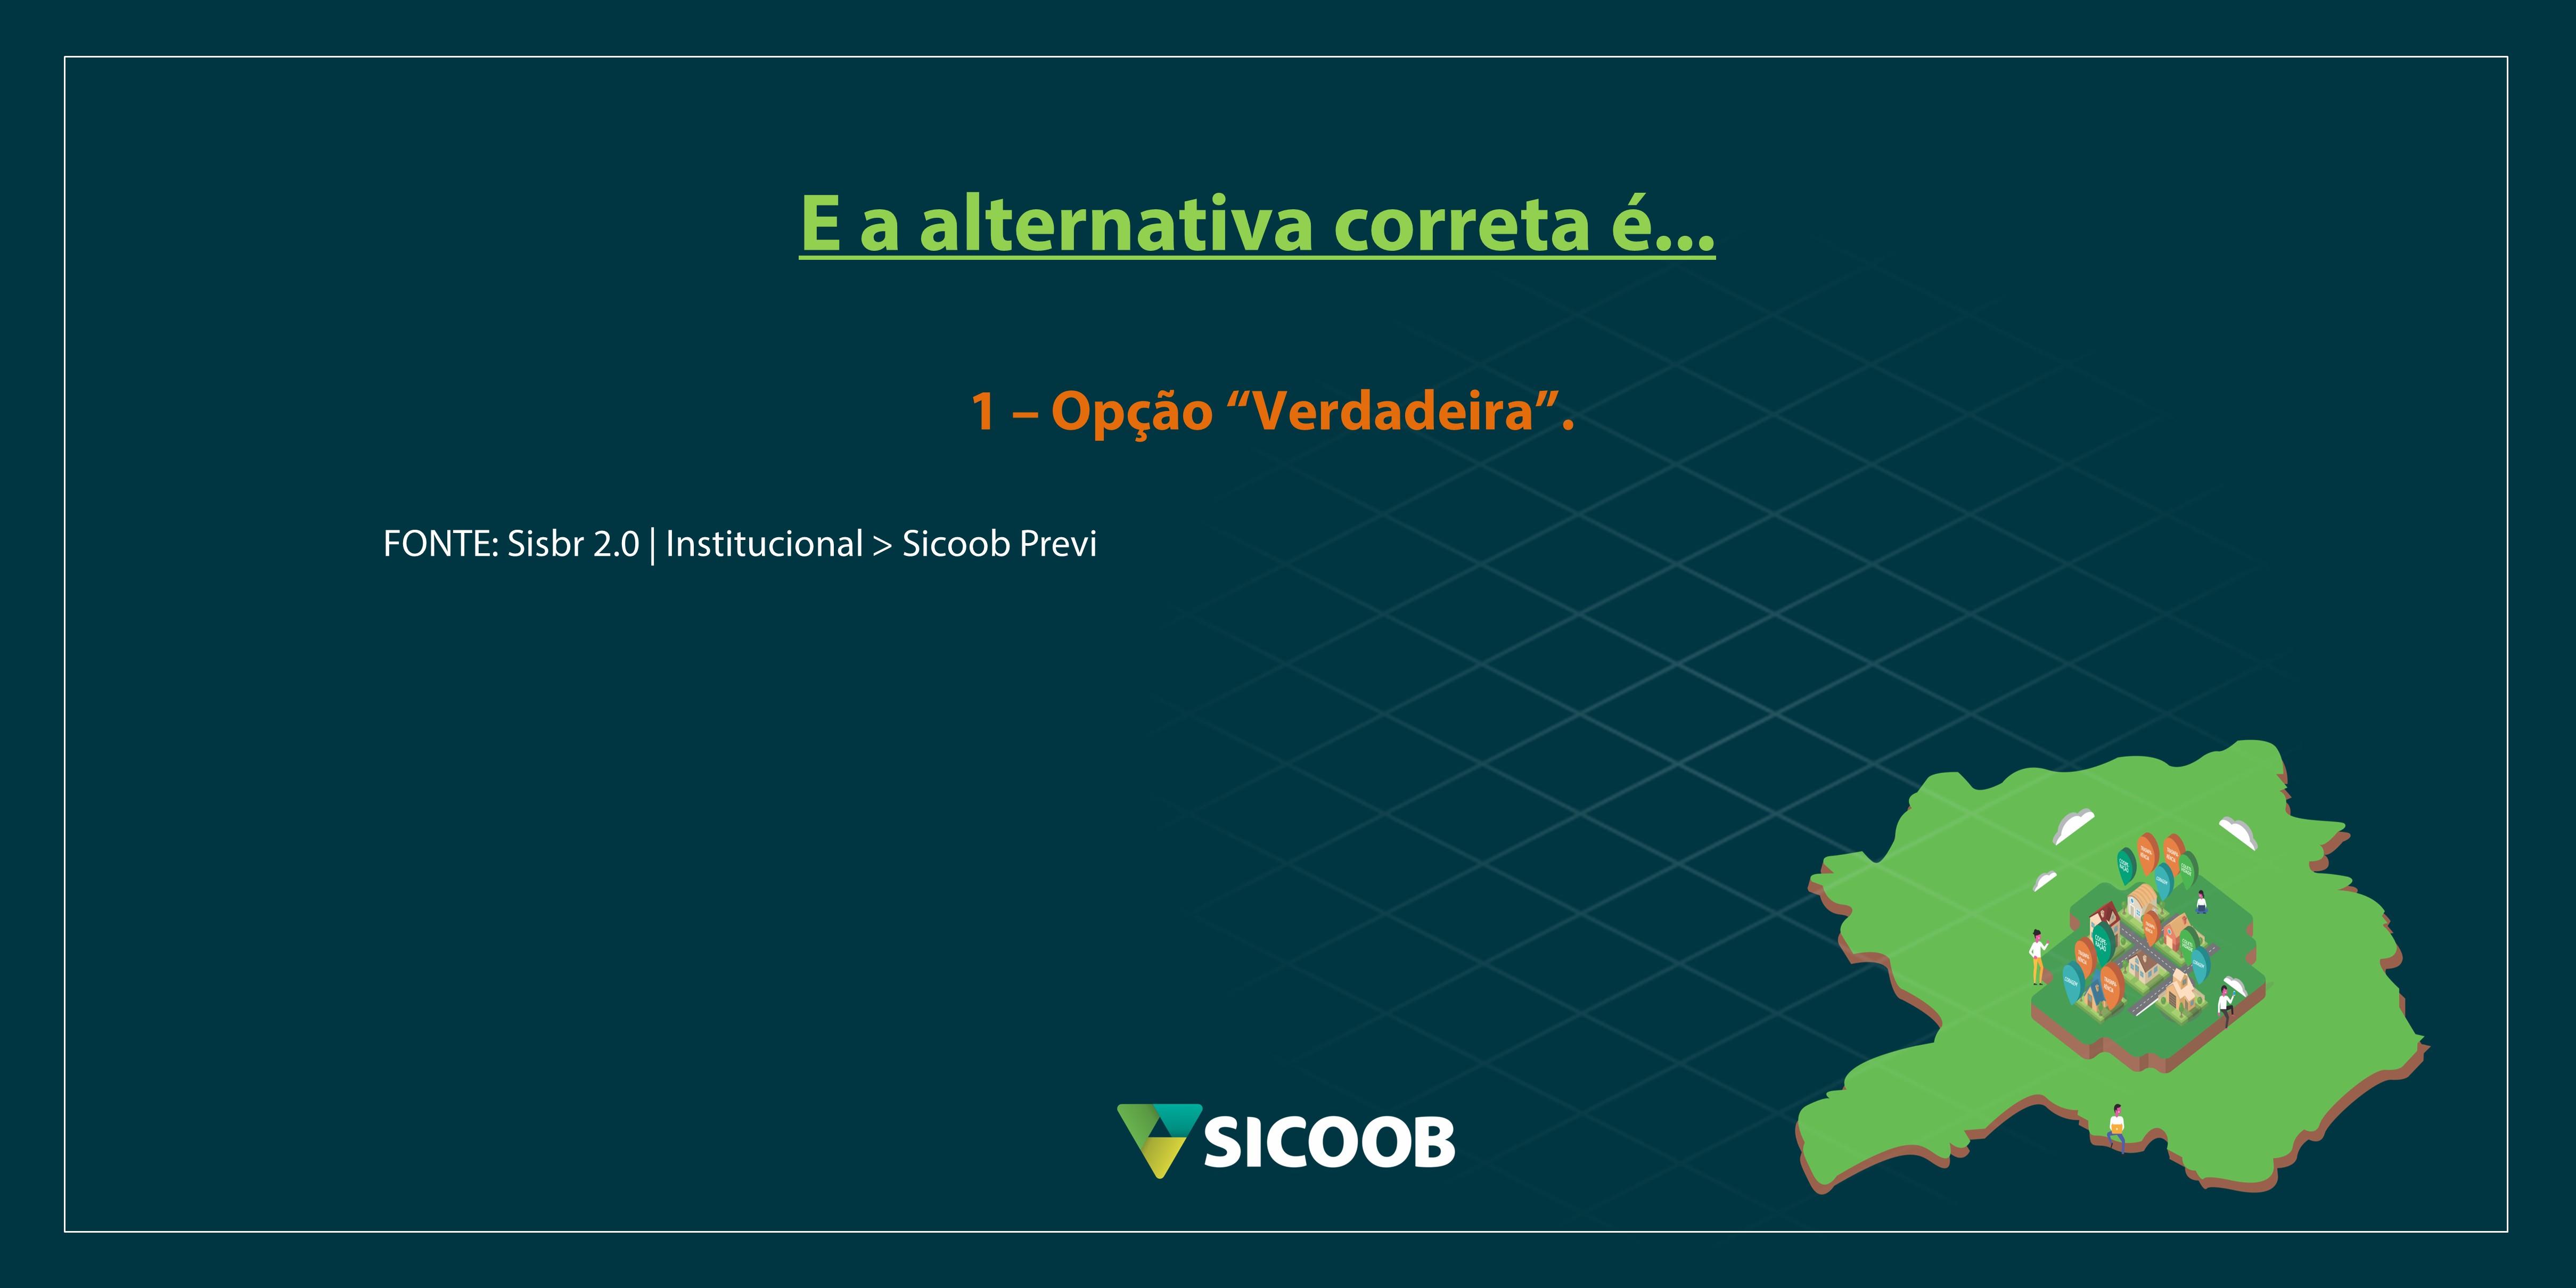 E a alternativa correta é...
1 – Opção “Verdadeira”.
FONTE: Sisbr 2.0 | Institucional > Sicoob Previ
SICOOB